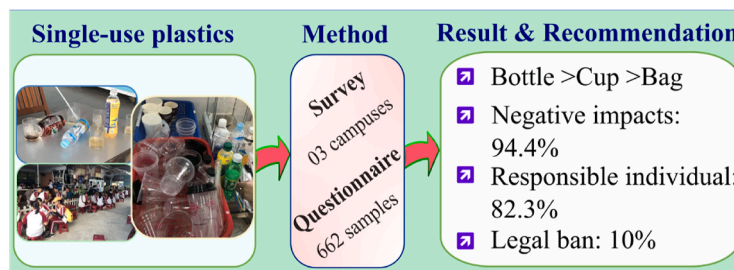 Single-use plastics
Method
Result & Recommendation
Survey
03 campuses
Questionnaire
662 samples
Bottle >Cup >Bag
Negative impacts:
94.4%
Responsible individual:
82.3%
Legal ban: 10%